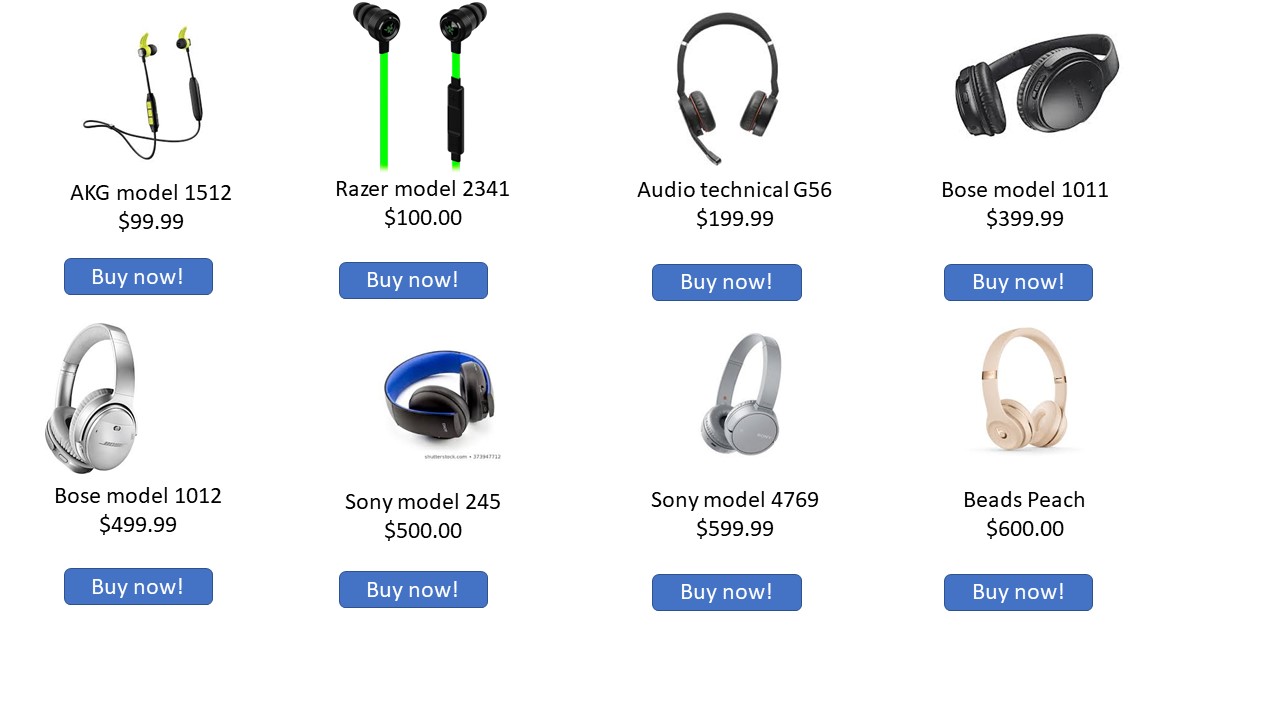 AKG model 1512
$99.99
Buy now!
Razer model 2341
$100.00
Buy now!
Audio technical G56
$199.99
Buy now!
Bose model 1011
$399.99
Buy now!
Bose model 1012
$499.99
Buy now!
shutterstock.com • 373947712
Sony model 245
$500.00
Buy now!
Sony model 4769
$599.99
Buy now!
Beads Peach
$600.00
Buy now!